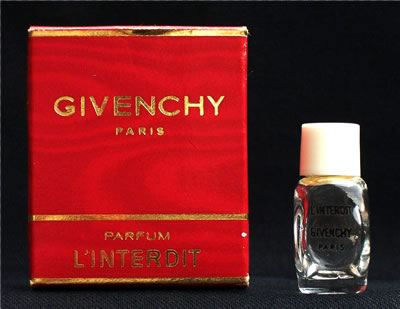 GIVENCHY
PARIS
PARFUM
L'INTERDIT
L'INTERDIT
GIVENCHY
PARIS